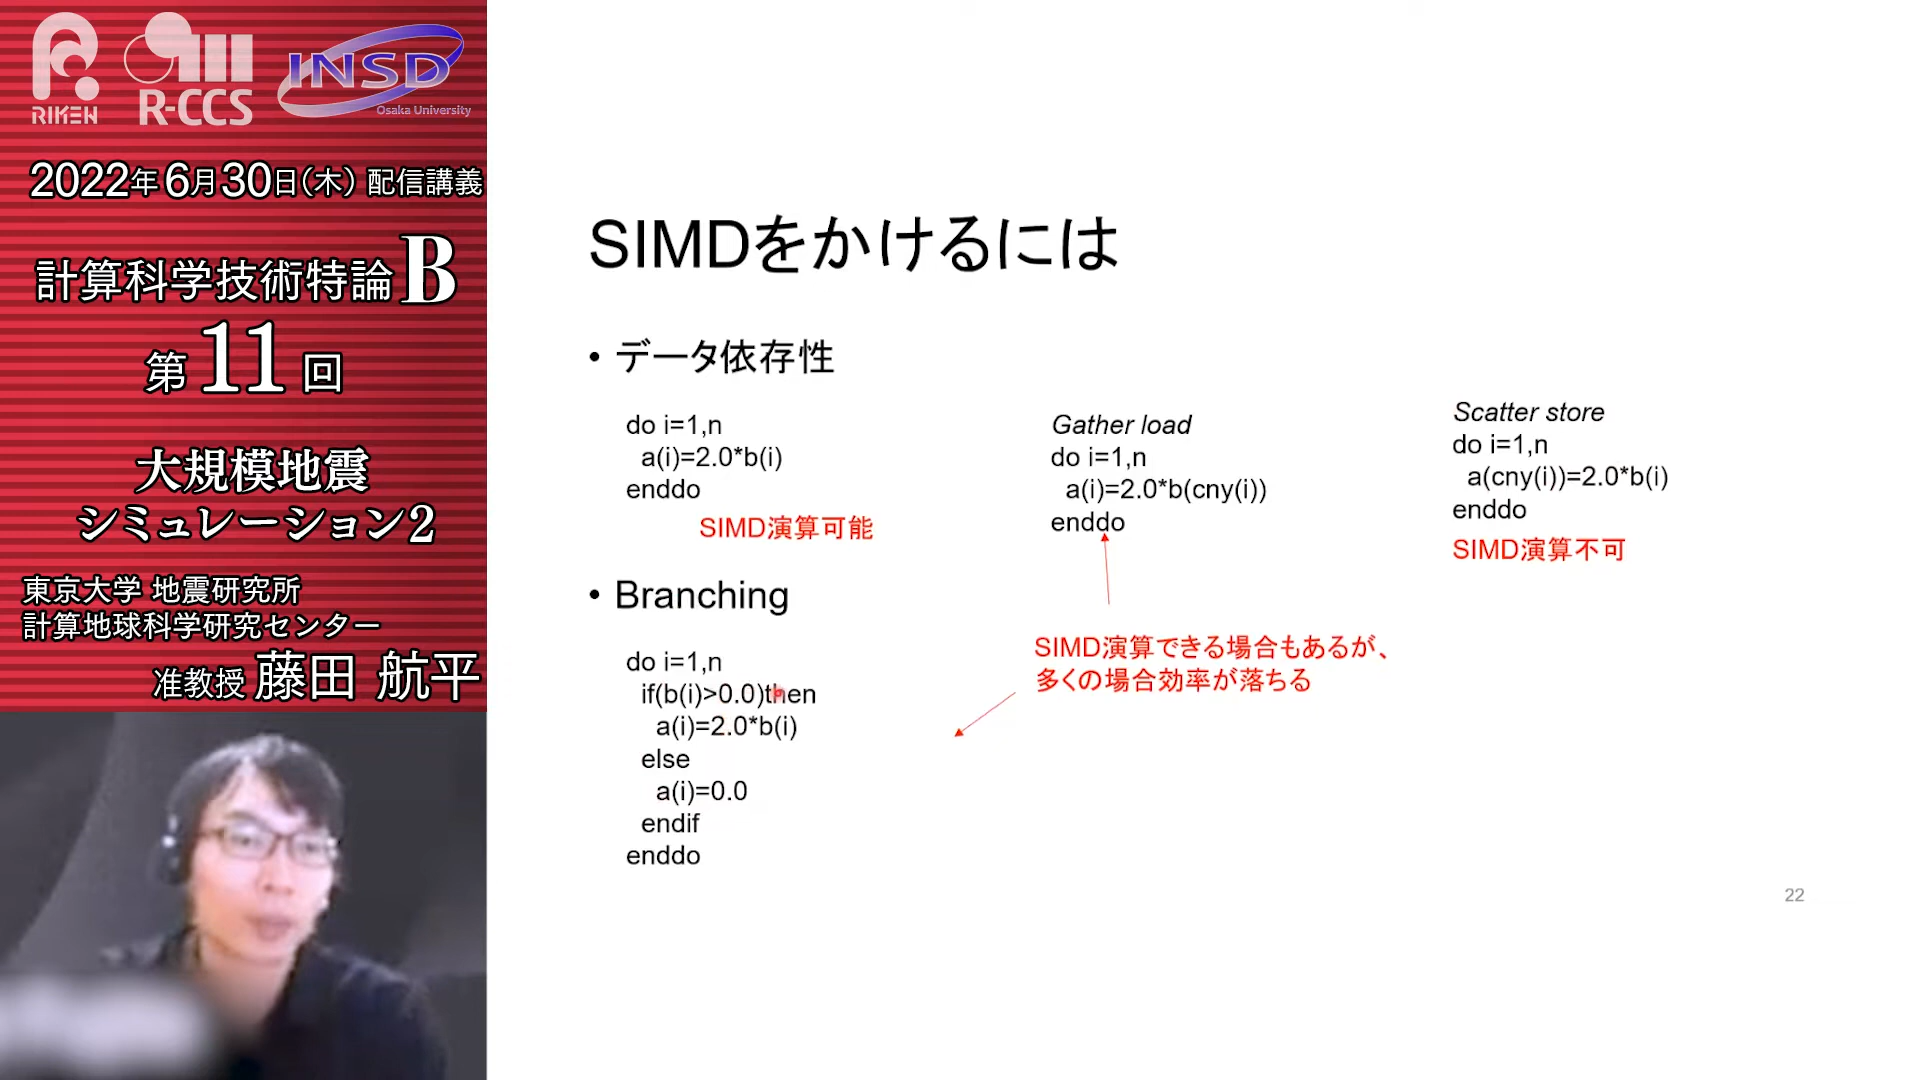 RIKEN
R-CCS
INSD
Osaka University
2022年6月30日(木) 配信講義
計算科学技術特論B
第11回
大規模地震
シミュレーション2
東京大学 地震研究所
計算地球科学研究センター
准教授 藤田 航平
SIMDをかけるには
• データ依存性
do i=1,n
a(i)=2.0*b(i)
enddo
SIMD演算可能
Gather load
do i=1,n
a(i)=2.0*b(cny(i))
enddo
Scatter store
do i=1,n
a(cny(i))=2.0*b(i)
enddo
SIMD演算不可
• Branching
do i=1,n
if(b(i)>0.0)then
a(i)=2.0*b(i)
else
a(i)=0.0
endif
enddo
SIMD演算できる場合もあるが、
多くの場合効率が落ちる
22